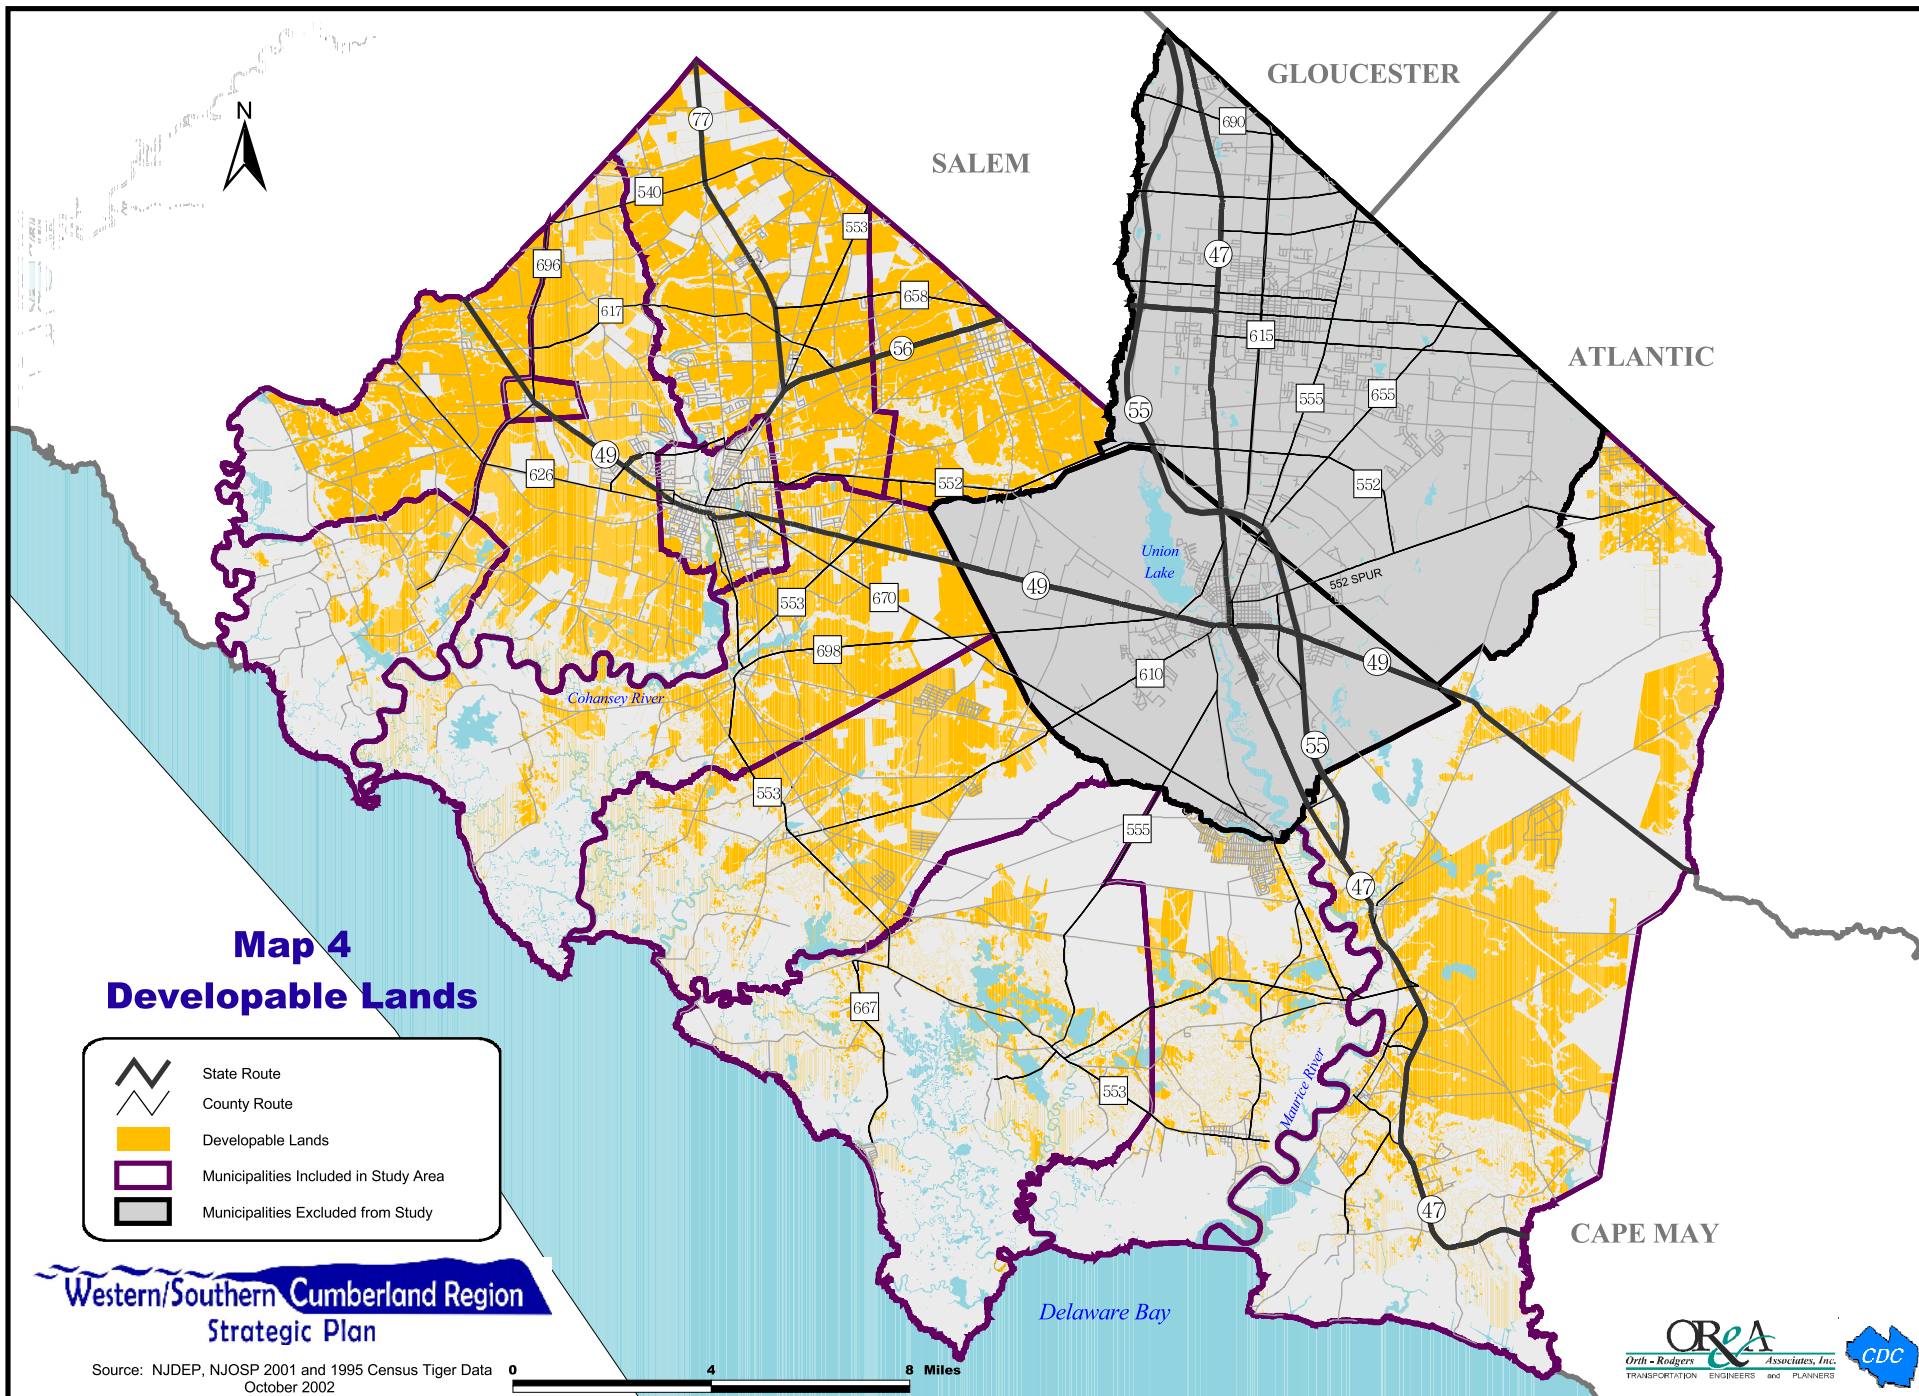 GLOUCESTER
N
SALEM
77
690
540
553
47
696
658
617
615
56
ATLANTIC
655
555
55
49
626
552
552
Union
Lake
552 SPUR
49
553
670
698
49
610
Cohansey River
55
553
555
47
Map 4
Developable Lands
667
State Route
County Route
553
Maurice River
Developable Lands
Municipalities Included in Study Area
Municipalities Excluded from Study
47
CAPE MAY
Western/Southern Cumberland Region
Strategic Plan
Delaware Bay
OR&A
Orth - Rodgers Associates, Inc.
TRANSPORTATION ENGINEERS and PLANNERS
CDC
Source: NJDEP, NJOSP 2001 and 1995 Census Tiger Data
October 2002
0 4 8 Miles